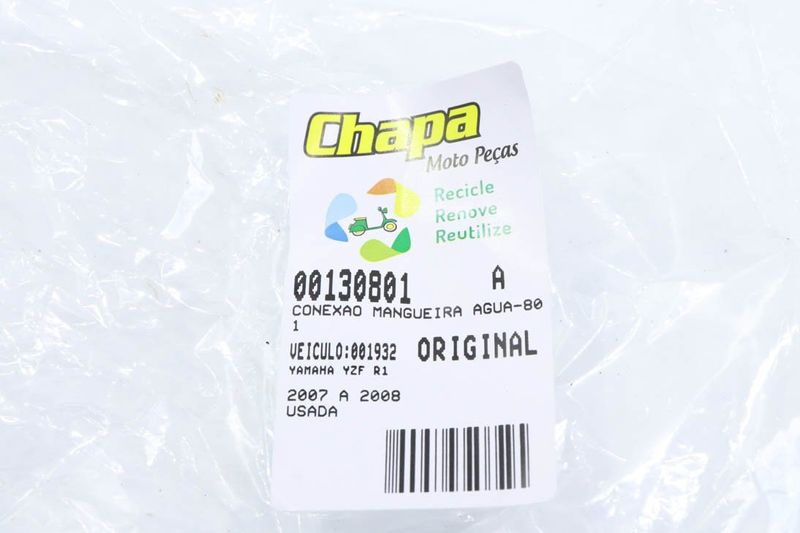 Chapa
Moto Peças
Recicle
Renove
Reutilize
00130801 A
CONEXAO MANGUEIRA AGUA-80
1
VEICULO:001932 ORIGINAL
YAMAHA YZF R1
2007 A 2008
USADA